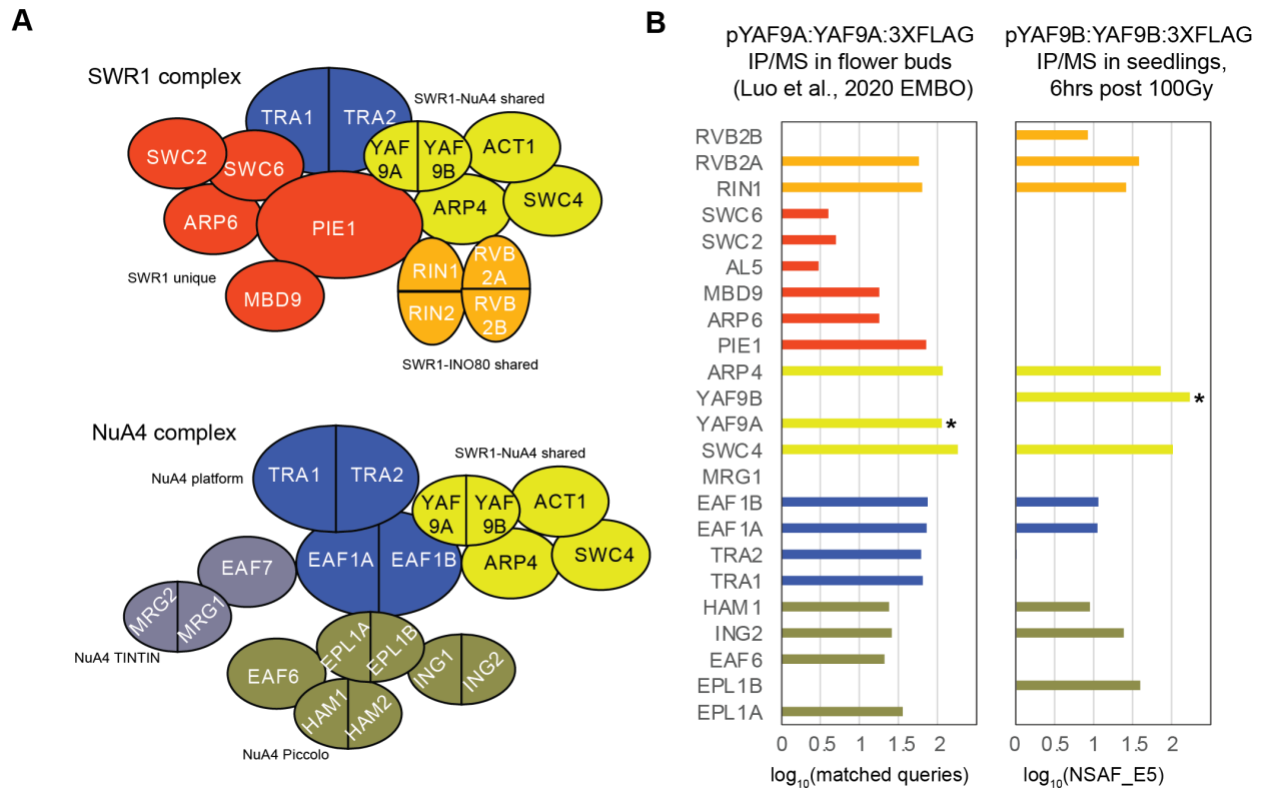 A
SWR1 complex
TRA1
TRA2
SWR1-NuA4 shared
SWC2
SWC6
YAF
9A
YAF
9B
ACT1
ARP6
PIE1
ARP4
SWC4
SWR1 unique
MBD9
RIN1
RVB
2A
RIN2
RVB
2B
SWR1-INO80 shared
NuA4 complex
NuA4 platform
TRA1
TRA2
SWR1-NuA4 shared
YAF
9A
YAF
9B
ACT1
EAF7
EAF1A
EAF1B
ARP4
SWC4
MRG2
MRG1
NuA4 TINTIN
EAF6
EPL1A
EPL1B
ING1
ING2
HAM1
HAM2
NuA4 Piccolo
B
pYAF9A:YAF9A:3XFLAG
IP/MS in flower buds
(Luo et al., 2020 EMBO)
pYAF9B:YAF9B:3XFLAG
IP/MS in seedlings,
6hrs post 100Gy
RVB2B
RVB2A
RIN1
SWC6
SWC2
AL5
MBD9
ARP6
PIE1
ARP4
YAF9B *
YAF9A *
SWC4
MRG1
EAF1B
EAF1A
TRA2
TRA1
HAM1
ING2
EAF6
EPL1B
EPL1A
0 0.5 1 1.5 2
log10(matched queries)
0 0.5 1 1.5 2
log10(NSAF_E5)